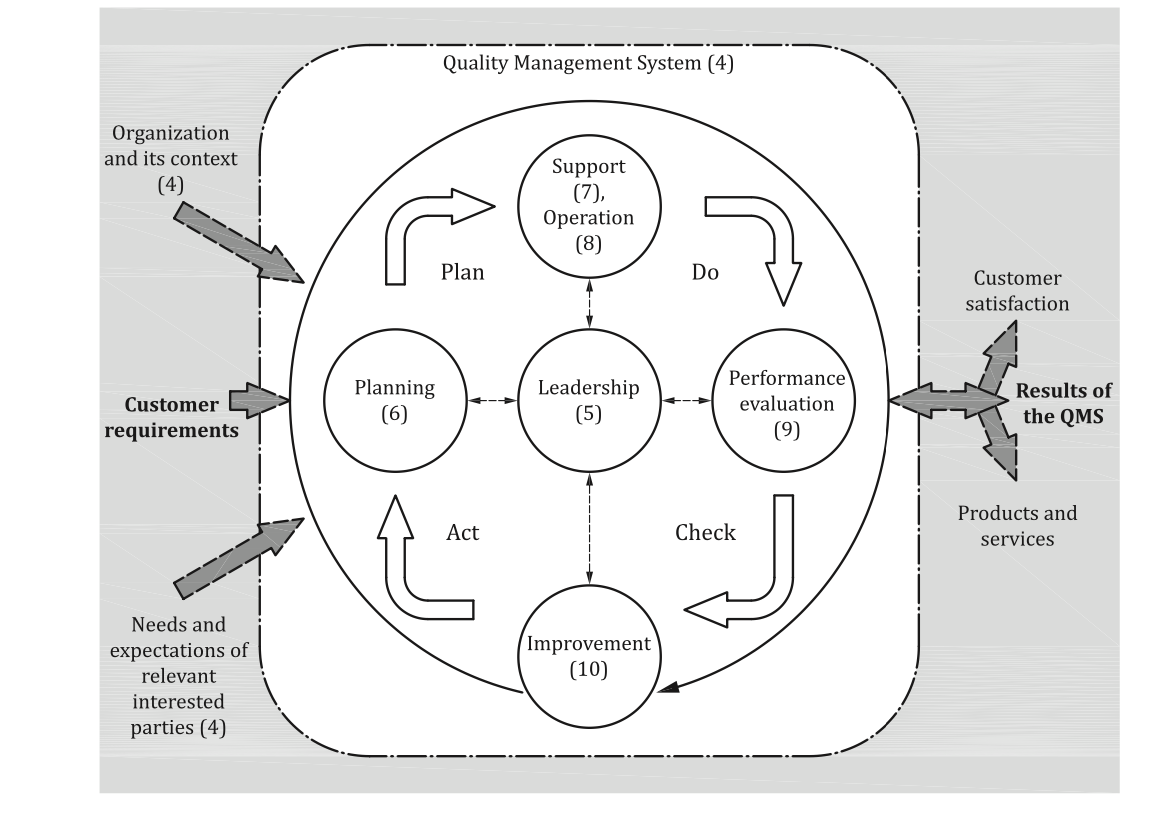 Quality Management System (4)
Organization
and its context
(4)
Support
(7),
Operation
(8)
Plan
Do
Customer
satisfaction
Customer
requirements
Planning
(6)
Leadership
(5)
Performance
evaluation
(9)
Results of
the QMS
Act
Check
Products and
services
Needs and
expectations of
relevant
interested
parties (4)
Improvement
(10)